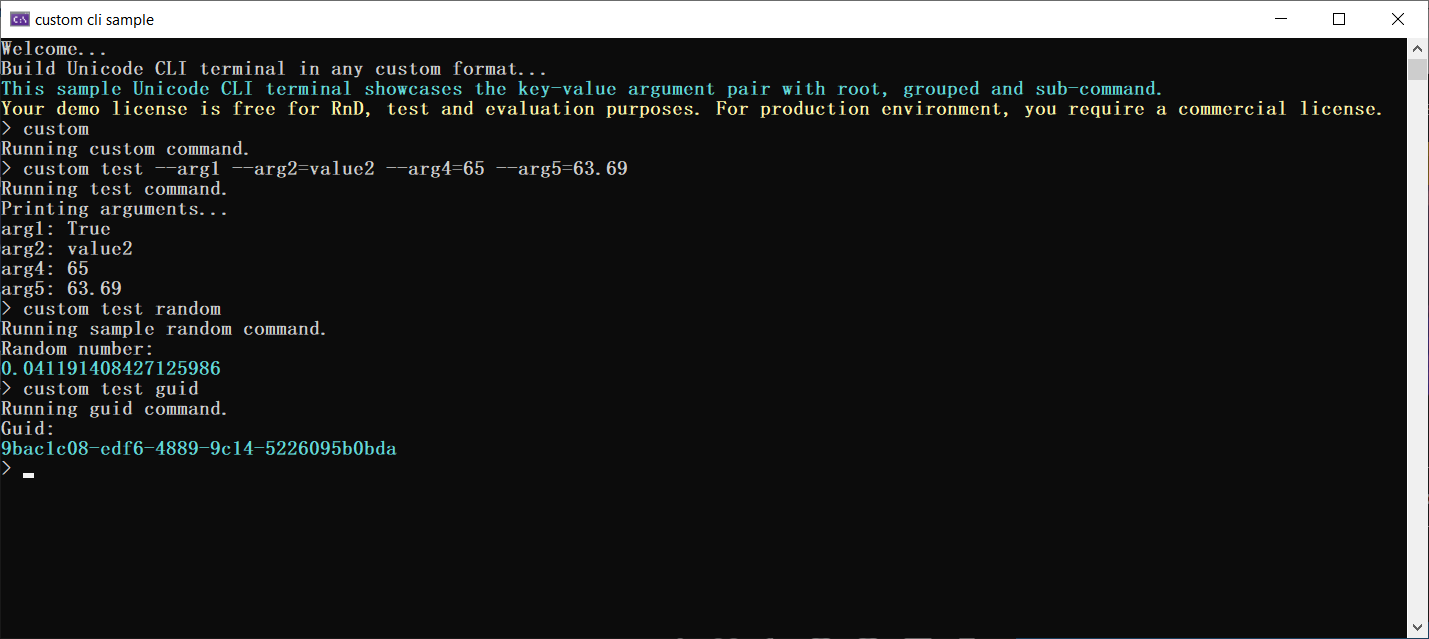 custom cli sample
Welcome...
Build Unicode CLI terminal in any custom format...
This sample Unicode CLI terminal showcases the key-value argument pair with root, grouped and sub-command.
Your demo license is free for RnD, test and evaluation purposes. For production environment, you require a commercial license.
> custom
Running custom command.
> custom test --arg1 --arg2=value2 --arg4=65 --arg5=63.69
Running test command.
Printing arguments...
arg1: True
arg2: value2
arg4: 65
arg5: 63.69
> custom test random
Running sample random command.
Random number:
0.041191408427125986
> custom test guid
Running guid command.
Guid:
9bac1c08-edf6-4889-9c14-5226095b0bda
>